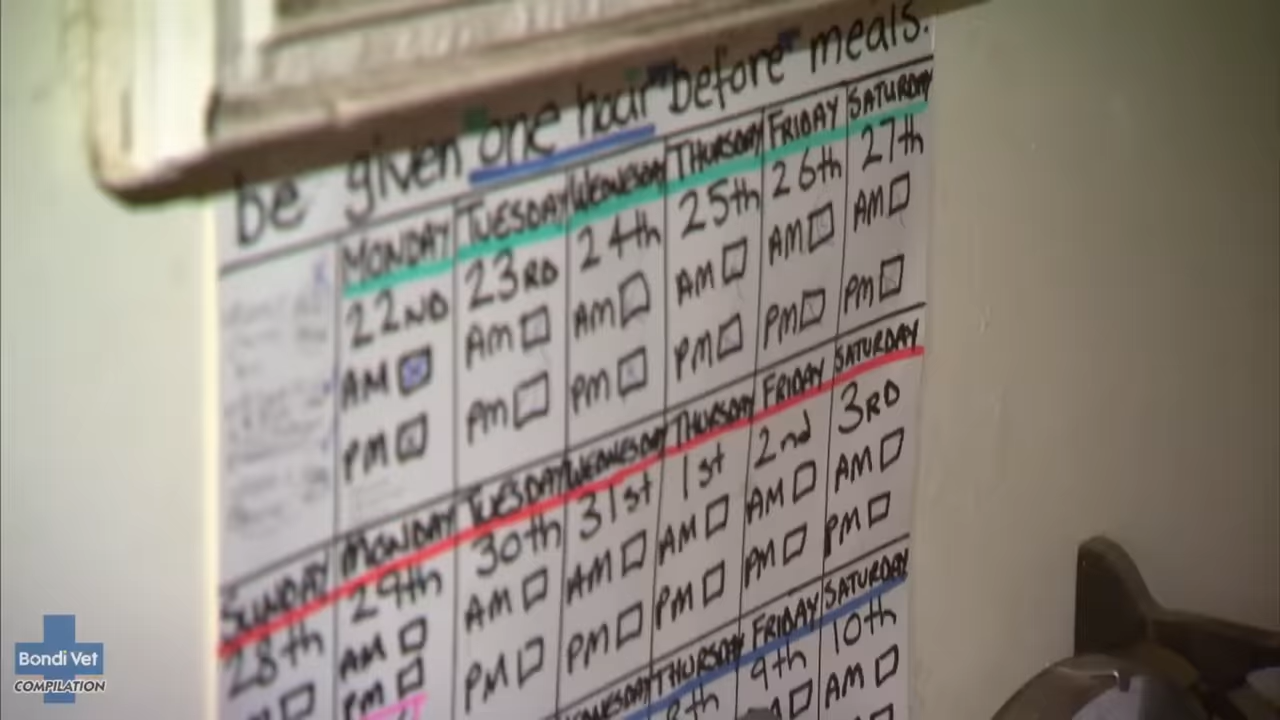 be given one hour before meals.
MONDAY TUESDAY WEDNESDAY THURSDAY FRIDAY SATURDAY
22ND 23RD 24th 25th 26th 27th
AM AM AM AM AM AM
PM PM PM PM PM PM
SUNDAY MONDAY TUESDAY WEDNESDAY THURSDAY FRIDAY SATURDAY
28th 29th 30th 31st 1st 2nd 3RD
AM AM AM AM AM AM
PM PM PM PM PM PM
THURSDAY FRIDAY SATURDAY
8th 9th 10th
AM
Bondi Vet
COMPILATION